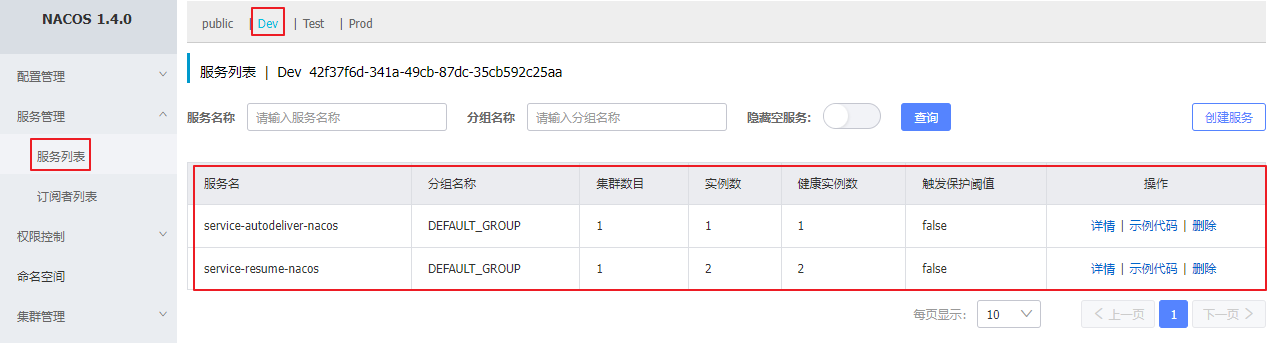 NACOS 1.4.0
配置管理
服务管理
服务列表
订阅者列表
权限控制
命名空间
集群管理
public | Dev | Test | Prod
服务列表 | Dev 42f37f6d-341a-49cb-87dc-35cb592c25aa
服务名称 请输入服务名称 分组名称 请输入分组名称 隐藏空服务: 查询 创建服务
服务名 分组名称 集群数目 实例数 健康实例数 触发保护阈值 操作
service-autodeliver-nacos DEFAULT_GROUP 1 1 1 false 详情 | 示例代码 | 删除
service-resume-nacos DEFAULT_GROUP 1 2 2 false 详情 | 示例代码 | 删除
每页显示: 10 上一页 1 下一页